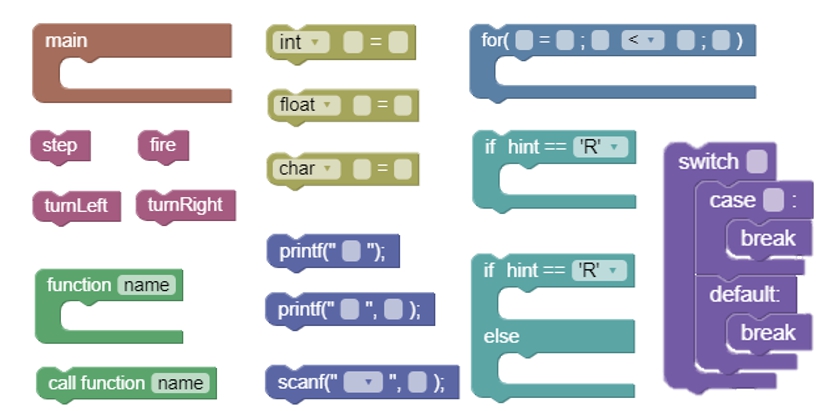 main
step
fire
turnLeft
turnRight
function name
call function name
int =
float =
char =
printf(" ");
printf(" ", );
scanf(" ", );
for( = ; < ; )
if hint == 'R'
if hint == 'R'
else
switch
case :
break
default:
break